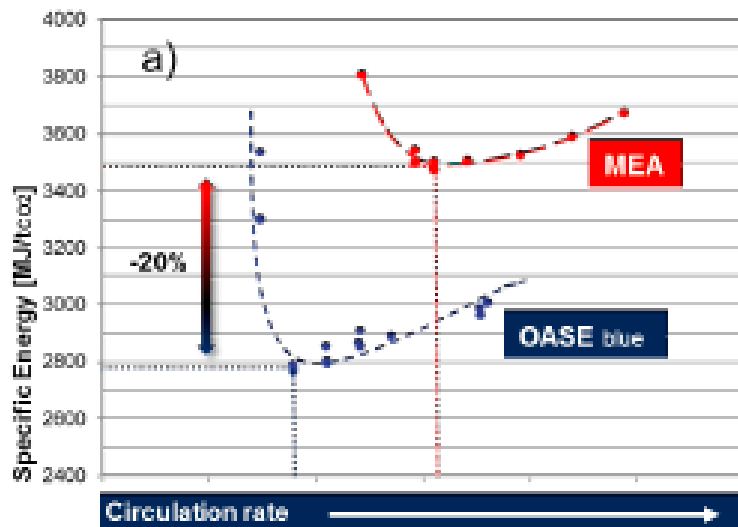 a)
4000
3800
3600
3400
3200
3000
2800
2600
2400
Specific Energy [MJ/tCO2]
-20%
MEA
OASE blue
Circulation rate